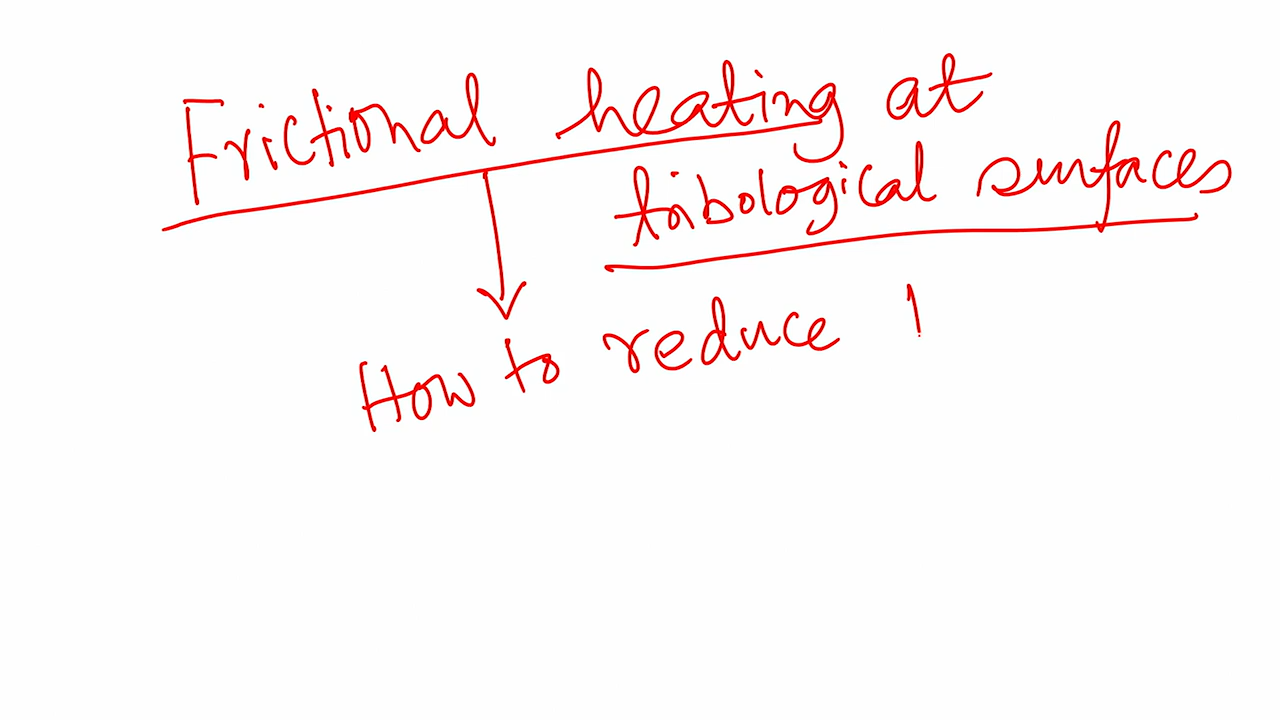 Frictional heating at
tribological surfaces
How to reduce